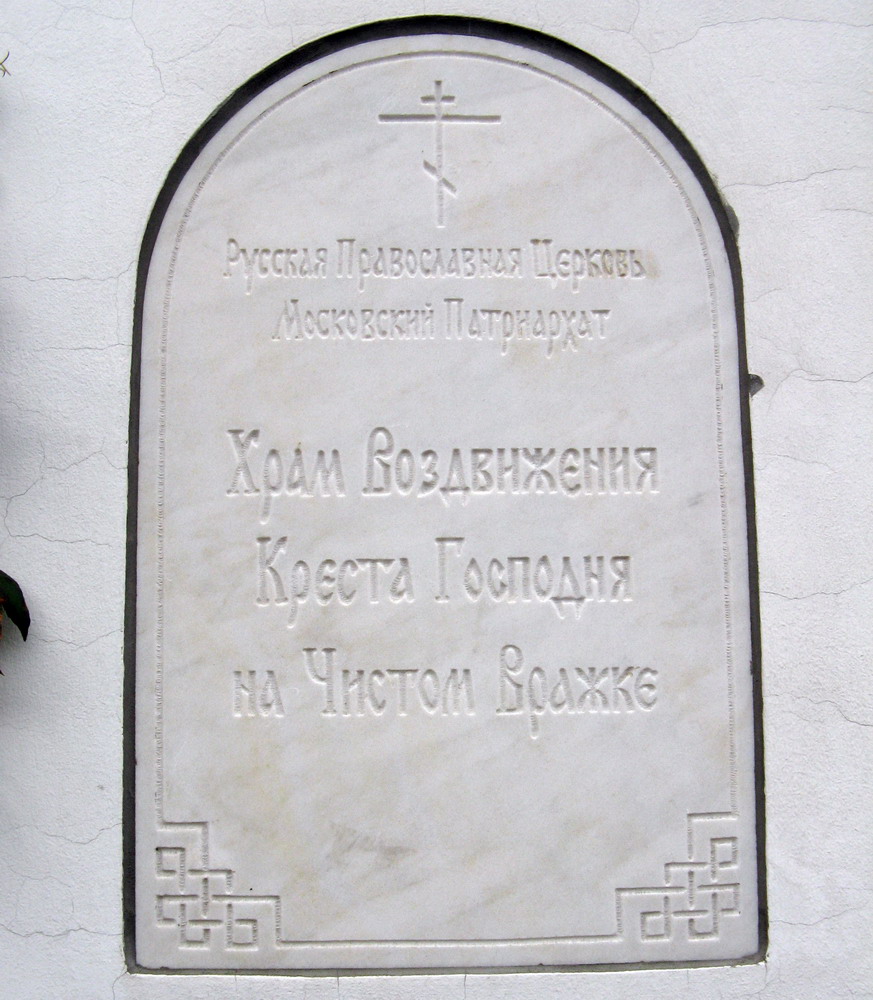 Русская Православная Церковь
Московский Патриархат
Храм Воздвижения
Креста Господня
на Чистом Вражке